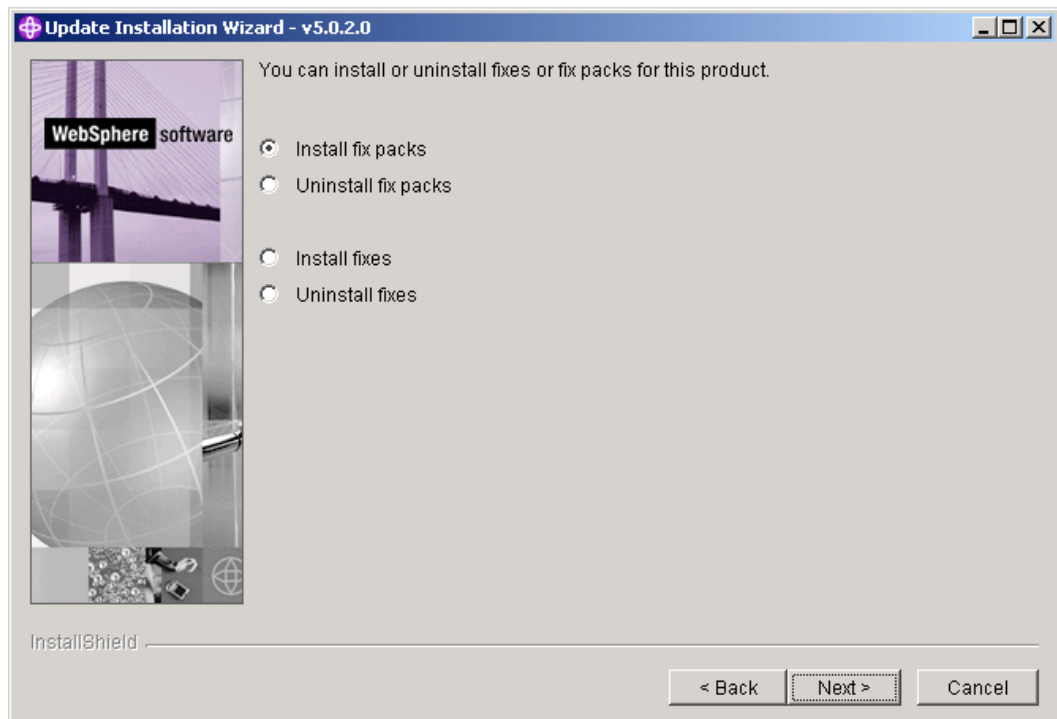 Update Installation Wizard - v5.0.2.0
You can install or uninstall fixes or fix packs for this product.
WebSphere software
Install fix packs
Uninstall fix packs
Install fixes
Uninstall fixes
InstallShield
< Back
Next >
Cancel